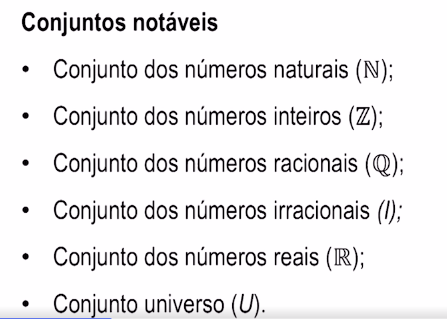 Conjuntos notáveis
• Conjunto dos números naturais (ℕ);
• Conjunto dos números inteiros (ℤ);
• Conjunto dos números racionais (ℚ);
• Conjunto dos números irracionais (I);
• Conjunto dos números reais (ℝ);
• Conjunto universo (U).